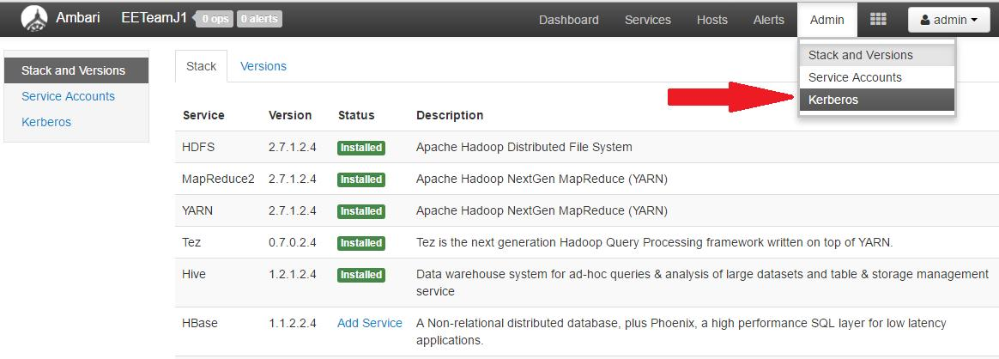 Ambari EETeamJ1 0 ops 0 alerts Dashboard Services Hosts Alerts Admin admin
Stack and Versions
Service Accounts
Kerberos
Stack and Versions
Service Accounts
Kerberos
Stack Versions
Service Version Status Description
HDFS 2.7.1.2.4 Installed Apache Hadoop Distributed File System
MapReduce2 2.7.1.2.4 Installed Apache Hadoop NextGen MapReduce (YARN)
YARN 2.7.1.2.4 Installed Apache Hadoop NextGen MapReduce (YARN)
Tez 0.7.0.2.4 Installed Tez is the next generation Hadoop Query Processing framework written on top of YARN.
Hive 1.2.1.2.4 Installed Data warehouse system for ad-hoc queries & analysis of large datasets and table & storage management
service
HBase 1.1.2.2.4 Add Service A Non-relational distributed database, plus Phoenix, a high performance SQL layer for low latency
applications.